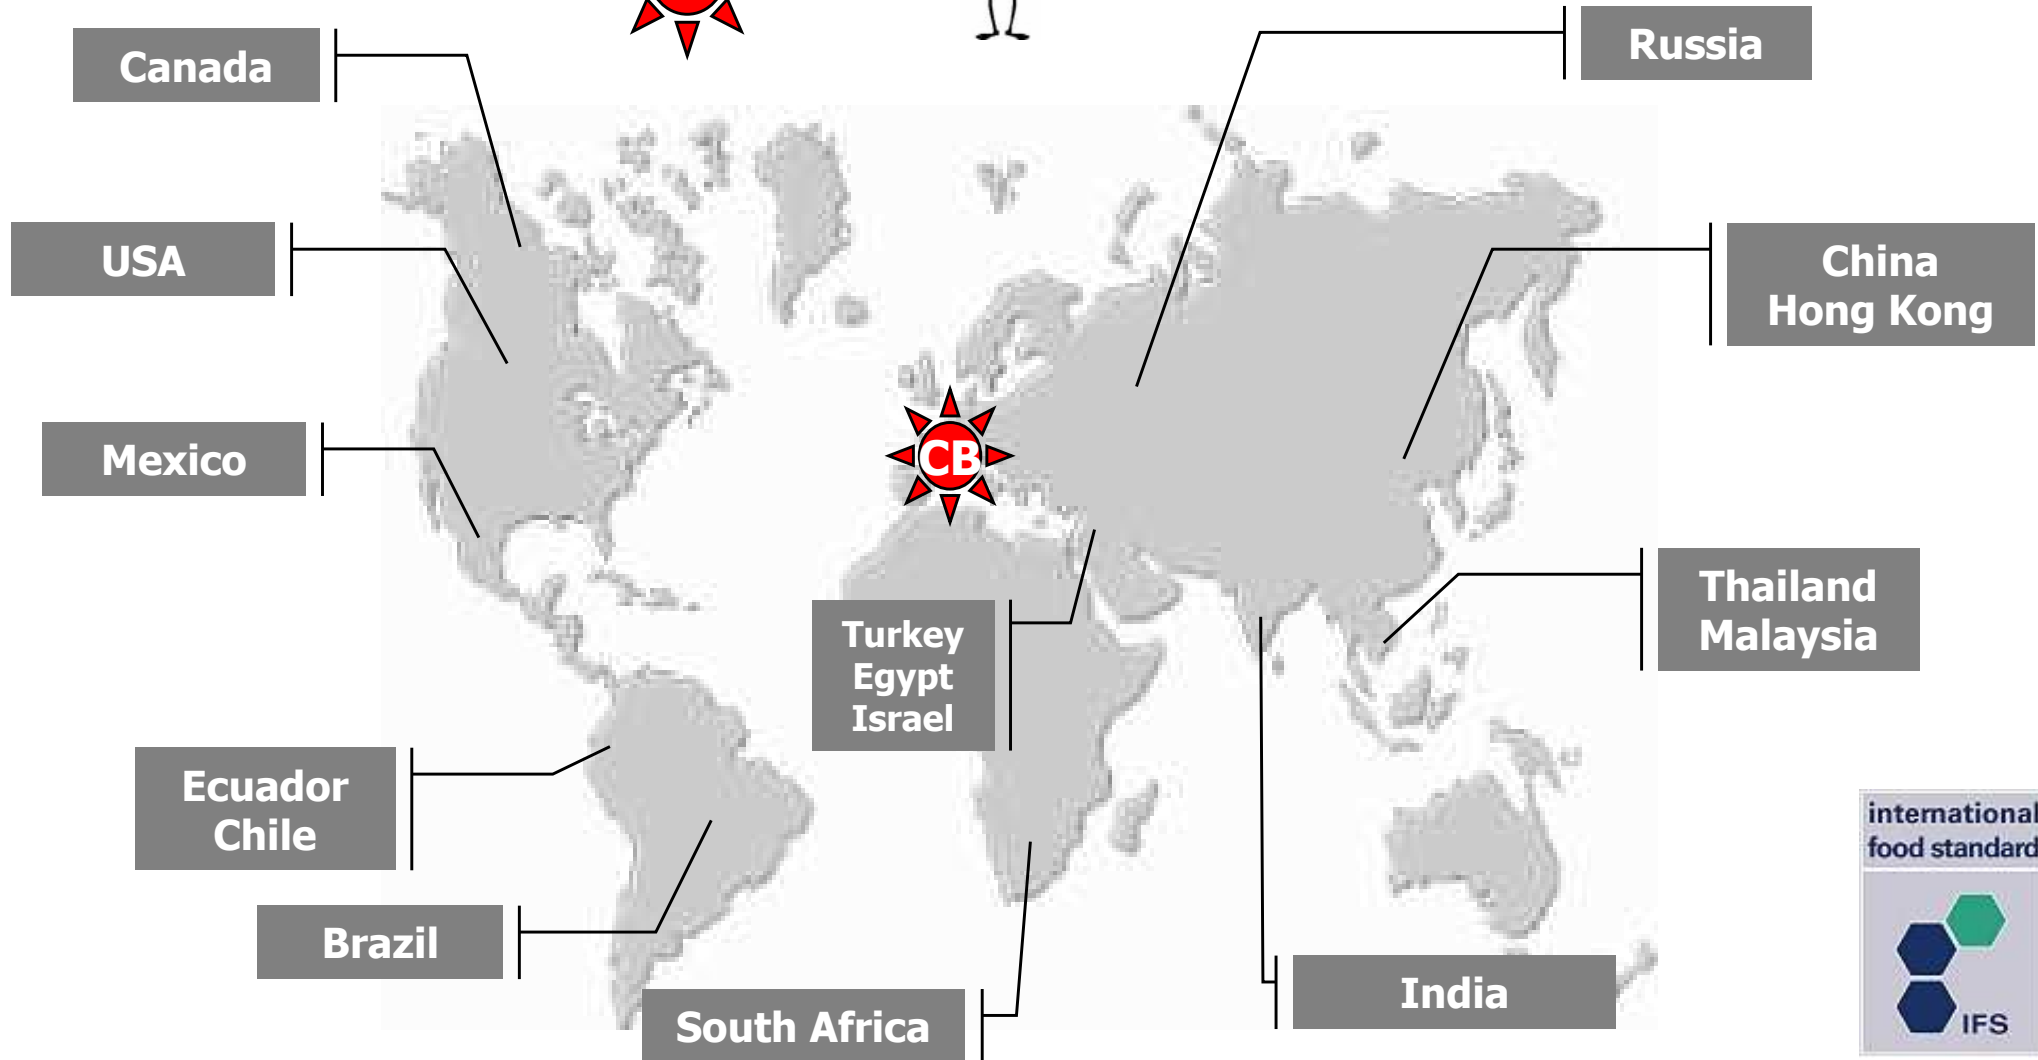 Canada
Russia
USA
China
Hong Kong
Mexico
CB
Thailand
Malaysia
Turkey
Egypt
Israel
Ecuador
Chile
Brazil
South Africa
India
international
food standard
IFS